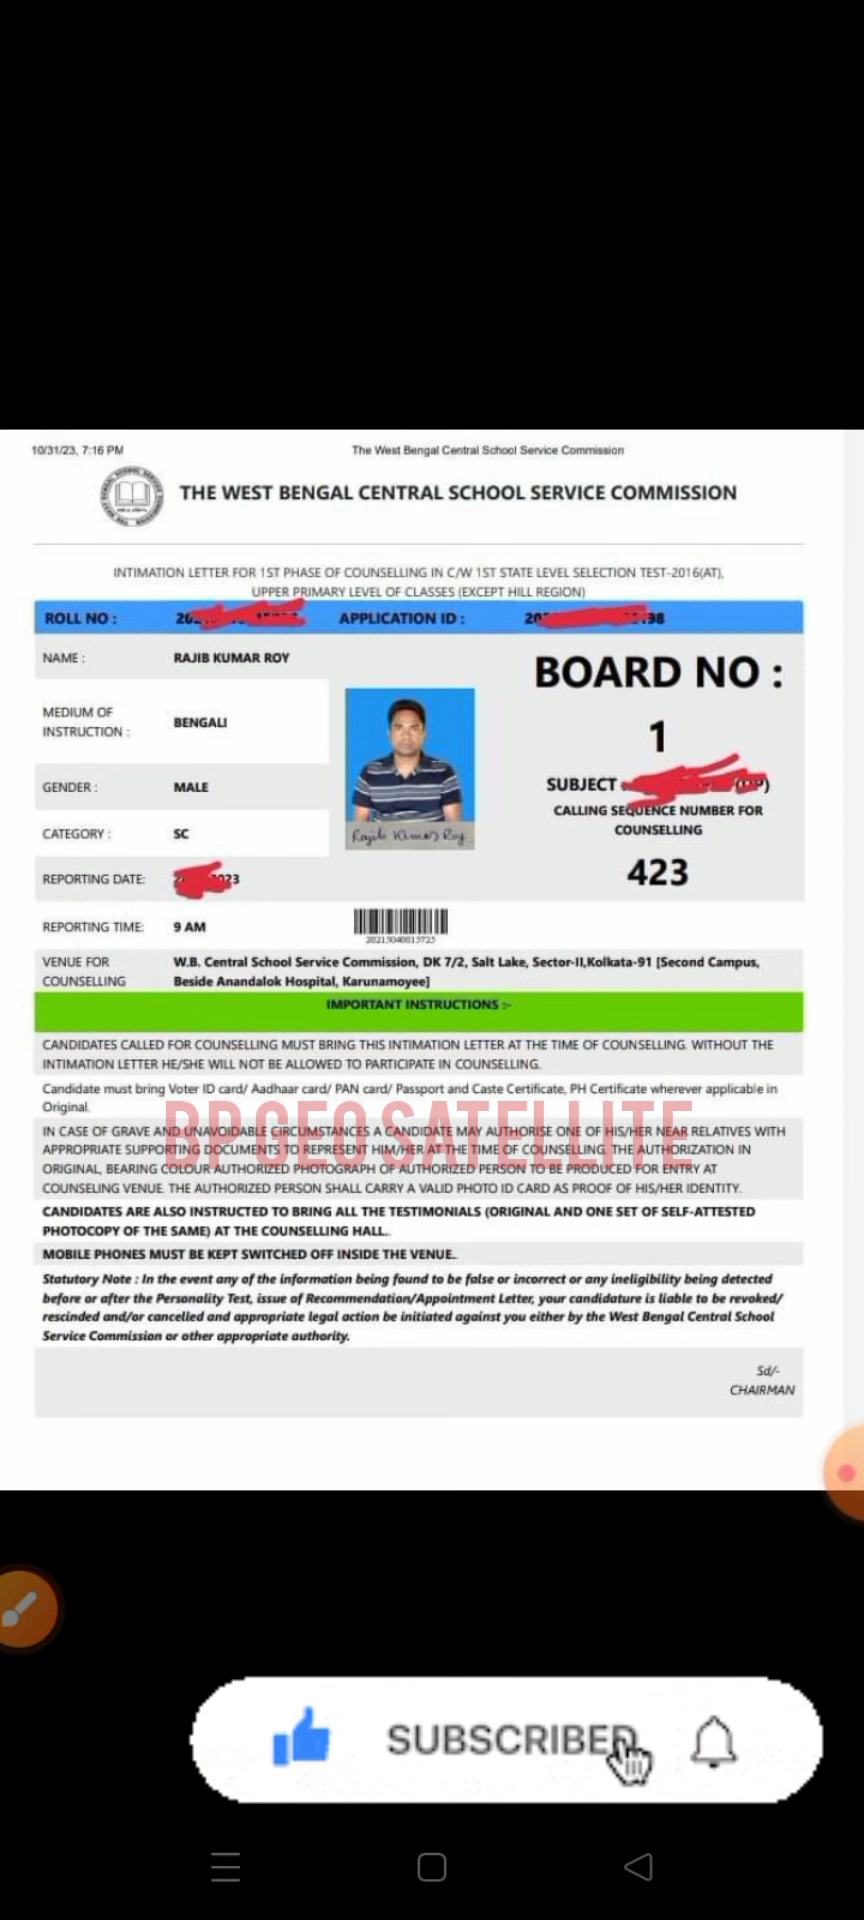 10/31/23, 7:16 PM The West Bengal Central School Service Commission
THE WEST BENGAL CENTRAL SCHOOL SERVICE COMMISSION
INTIMATION LETTER FOR 1ST PHASE OF COUNSELLING IN C/W 1ST STATE LEVEL SELECTION TEST-2016(AT),
UPPER PRIMARY LEVEL OF CLASSES (EXCEPT HILL REGION)
ROLL NO : APPLICATION ID :
NAME : RAJIB KUMAR ROY
BOARD NO :
1
MEDIUM OF
INSTRUCTION : BENGALI
GENDER : MALE
SUBJECT
CALLING SEQUENCE NUMBER FOR
COUNSELLING
423
CATEGORY : SC
Rajib Kumar Roy
REPORTING DATE:
REPORTING TIME: 9 AM
VENUE FOR
COUNSELLING
W.B. Central School Service Commission, DK 7/2, Salt Lake, Sector-II,Kolkata-91 [Second Campus,
Beside Anandalok Hospital, Karunamoyee]
IMPORTANT INSTRUCTIONS :-
CANDIDATES CALLED FOR COUNSELLING MUST BRING THIS INTIMATION LETTER AT THE TIME OF COUNSELLING. WITHOUT THE
INTIMATION LETTER HE/SHE WILL NOT BE ALLOWED TO PARTICIPATE IN COUNSELLING.
Candidate must bring Voter ID card/ Aadhaar card/ PAN card/ Passport and Caste Certificate, PH Certificate wherever applicable in
Original.
BP GEO SATELLITE
IN CASE OF GRAVE AND UNAVOIDABLE CIRCUMSTANCES A CANDIDATE MAY AUTHORISE ONE OF HIS/HER NEAR RELATIVES WITH
APPROPRIATE SUPPORTING DOCUMENTS TO REPRESENT HIM/HER AT THE TIME OF COUNSELLING. THE AUTHORIZATION IN
ORIGINAL, BEARING COLOUR AUTHORIZED PHOTOGRAPH OF AUTHORIZED PERSON TO BE PRODUCED FOR ENTRY AT
COUNSELING VENUE. THE AUTHORIZED PERSON SHALL CARRY A VALID PHOTO ID CARD AS PROOF OF HIS/HER IDENTITY.
CANDIDATES ARE ALSO INSTRUCTED TO BRING ALL THE TESTIMONIALS (ORIGINAL AND ONE SET OF SELF-ATTESTED
PHOTOCOPY OF THE SAME) AT THE COUNSELLING HALL.
MOBILE PHONES MUST BE KEPT SWITCHED OFF INSIDE THE VENUE.
Statutory Note : In the event any of the information being found to be false or incorrect or any ineligibility being detected
before or after the Personality Test, issue of Recommendation/Appointment Letter, your candidature is liable to be revoked/
rescinded and/or cancelled and appropriate legal action be initiated against you either by the West Bengal Central School
Service Commission or other appropriate authority.
Sd/-
CHAIRMAN
SUBSCRIBED